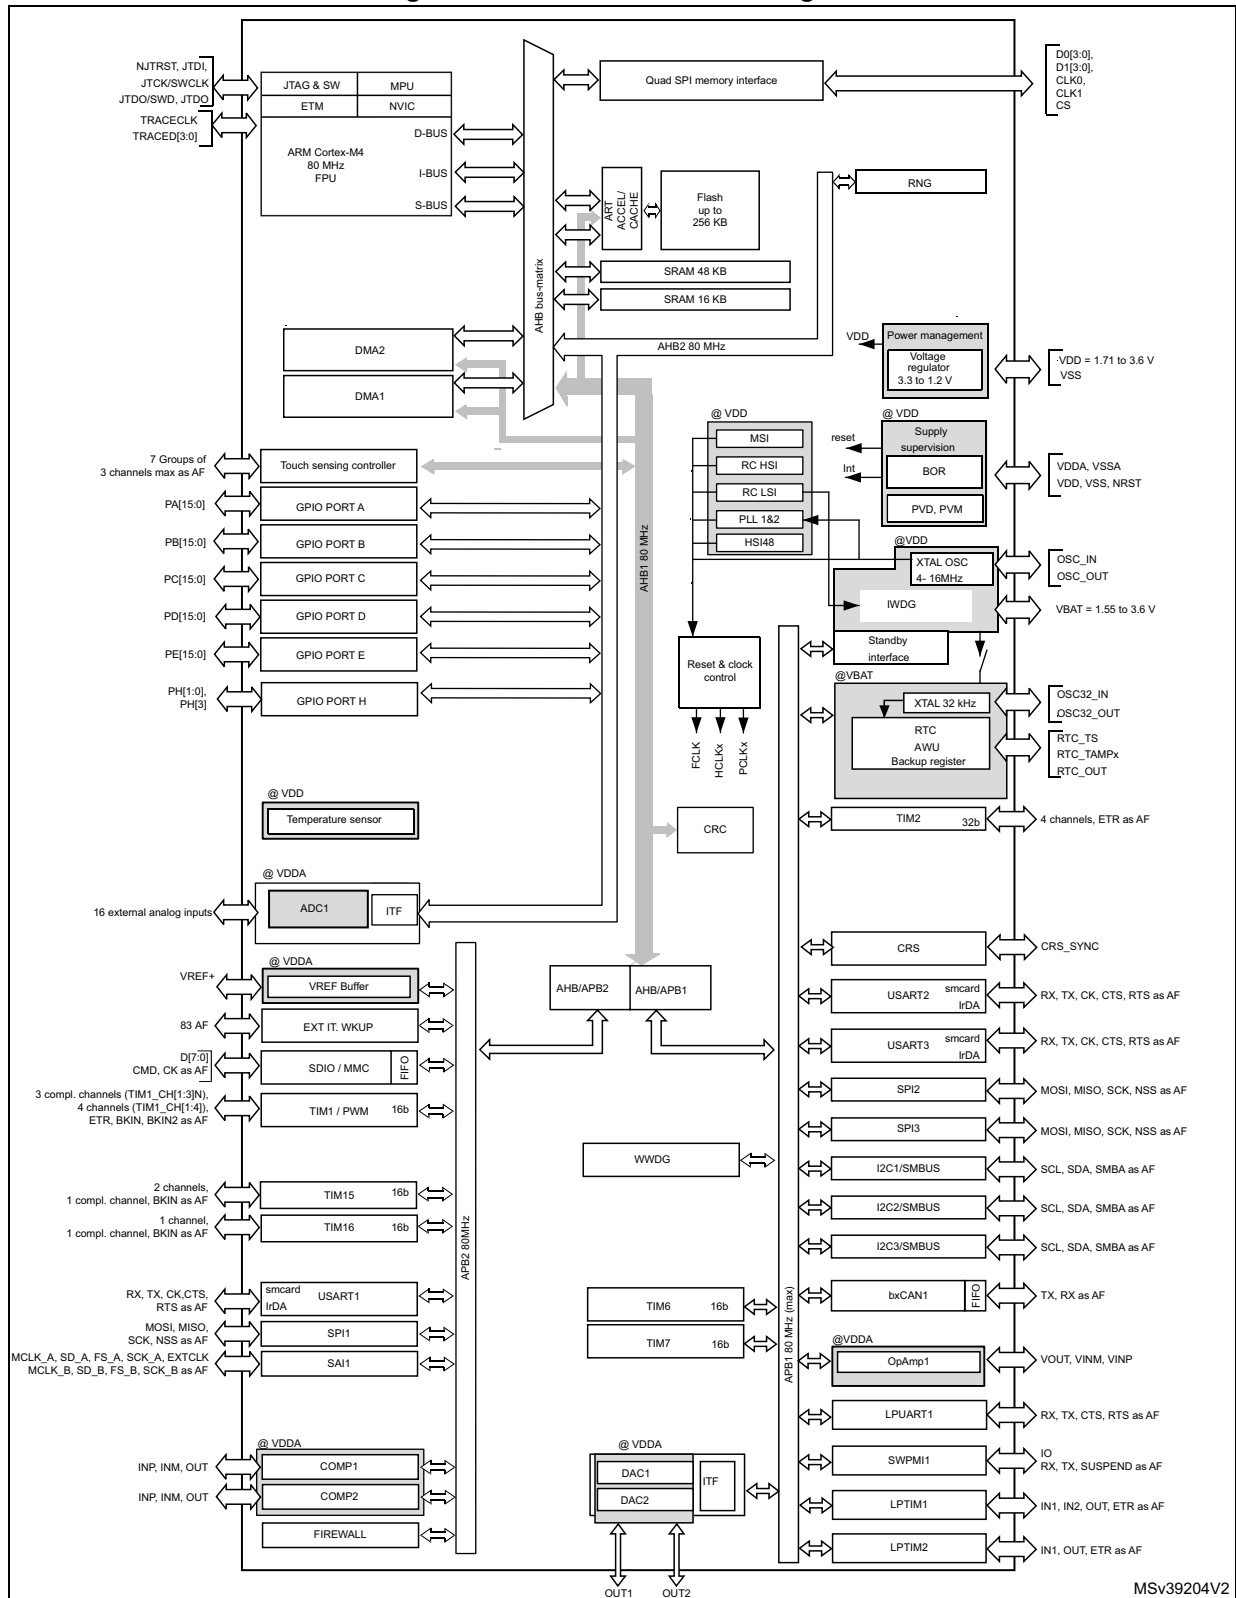 NJTRST, JTDI,
JTCK/SWCLK
JTDO/SWD, JTDO
TRACECLK
TRACED[3:0]
JTAG & SW
MPU
ETM
NVIC
ARM Cortex-M4
80 MHz
FPU
D-BUS
I-BUS
S-BUS
AHB bus-matrix
Quad SPI memory interface
D0[3:0],
D1[3:0],
CLK0,
CLK1
CS
ART
ACCEL/
CACHE
Flash
up to
256 KB
RNG
SRAM 48 KB
SRAM 16 KB
AHB2 80 MHz
DMA2
DMA1
VDD
Power management
Voltage
regulator
3.3 to 1.2 V
VDD = 1.71 to 3.6 V
VSS
@ VDD
MSI
RC HSI
RC LSI
PLL 1&2
HSI48
@ VDD
reset
Int
Supply
supervision
BOR
PVD, PVM
VDDA, VSSA
VDD, VSS, NRST
7 Groups of
3 channels max as AF
Touch sensing controller
PA[15:0]
GPIO PORT A
PB[15:0]
GPIO PORT B
PC[15:0]
GPIO PORT C
PD[15:0]
GPIO PORT D
PE[15:0]
GPIO PORT E
PH[1:0],
PH[3]
GPIO PORT H
AHB1 80 MHz
@VDD
XTAL OSC
4- 16MHz
IWDG
OSC_IN
OSC_OUT
VBAT = 1.55 to 3.6 V
Standby
interface
Reset & clock
control
FCLK
HCLKx
PCLKx
@VBAT
XTAL 32 kHz
RTC
AWU
Backup register
OSC32_IN
OSC32_OUT
RTC_TS
RTC_TAMPx
RTC_OUT
@ VDD
Temperature sensor
CRC
TIM2
32b
4 channels, ETR as AF
@ VDDA
16 external analog inputs
ADC1
ITF
CRS
CRS_SYNC
@ VDDA
VREF+
VREF Buffer
AHB/APB2
AHB/APB1
USART2
smcard
IrDA
RX, TX, CK, CTS, RTS as AF
83 AF
EXT IT. WKUP
USART3
smcard
IrDA
RX, TX, CK, CTS, RTS as AF
D[7:0]
CMD, CK as AF
SDIO / MMC
FIFO
SPI2
MOSI, MISO, SCK, NSS as AF
3 compl. channels (TIM1_CH[1:3]N),
4 channels (TIM1_CH[1:4]),
ETR, BKIN, BKIN2 as AF
TIM1 / PWM
16b
SPI3
MOSI, MISO, SCK, NSS as AF
WWDG
I2C1/SMBUS
SCL, SDA, SMBA as AF
2 channels,
1 compl. channel, BKIN as AF
TIM15
16b
I2C2/SMBUS
SCL, SDA, SMBA as AF
1 channel,
1 compl. channel, BKIN as AF
TIM16
16b
I2C3/SMBUS
SCL, SDA, SMBA as AF
APB2 80MHz
APB1 80 MHz (max)
RX, TX, CK,CTS,
RTS as AF
smcard
IrDA
USART1
TIM6
16b
bxCAN1
FIFO
TX, RX as AF
MOSI, MISO,
SCK, NSS as AF
SPI1
TIM7
16b
@VDDA
OpAmp1
VOUT, VINM, VINP
MCLK_A, SD_A, FS_A, SCK_A, EXTCLK
MCLK_B, SD_B, FS_B, SCK_B as AF
SAI1
LPUART1
RX, TX, CTS, RTS as AF
@ VDDA
INP, INM, OUT
COMP1
INP, INM, OUT
COMP2
FIREWALL
@ VDDA
DAC1
DAC2
ITF
OUT1
OUT2
SWPMI1
IO
RX, TX, SUSPEND as AF
LPTIM1
IN1, IN2, OUT, ETR as AF
LPTIM2
IN1, OUT, ETR as AF
MSv39204V2